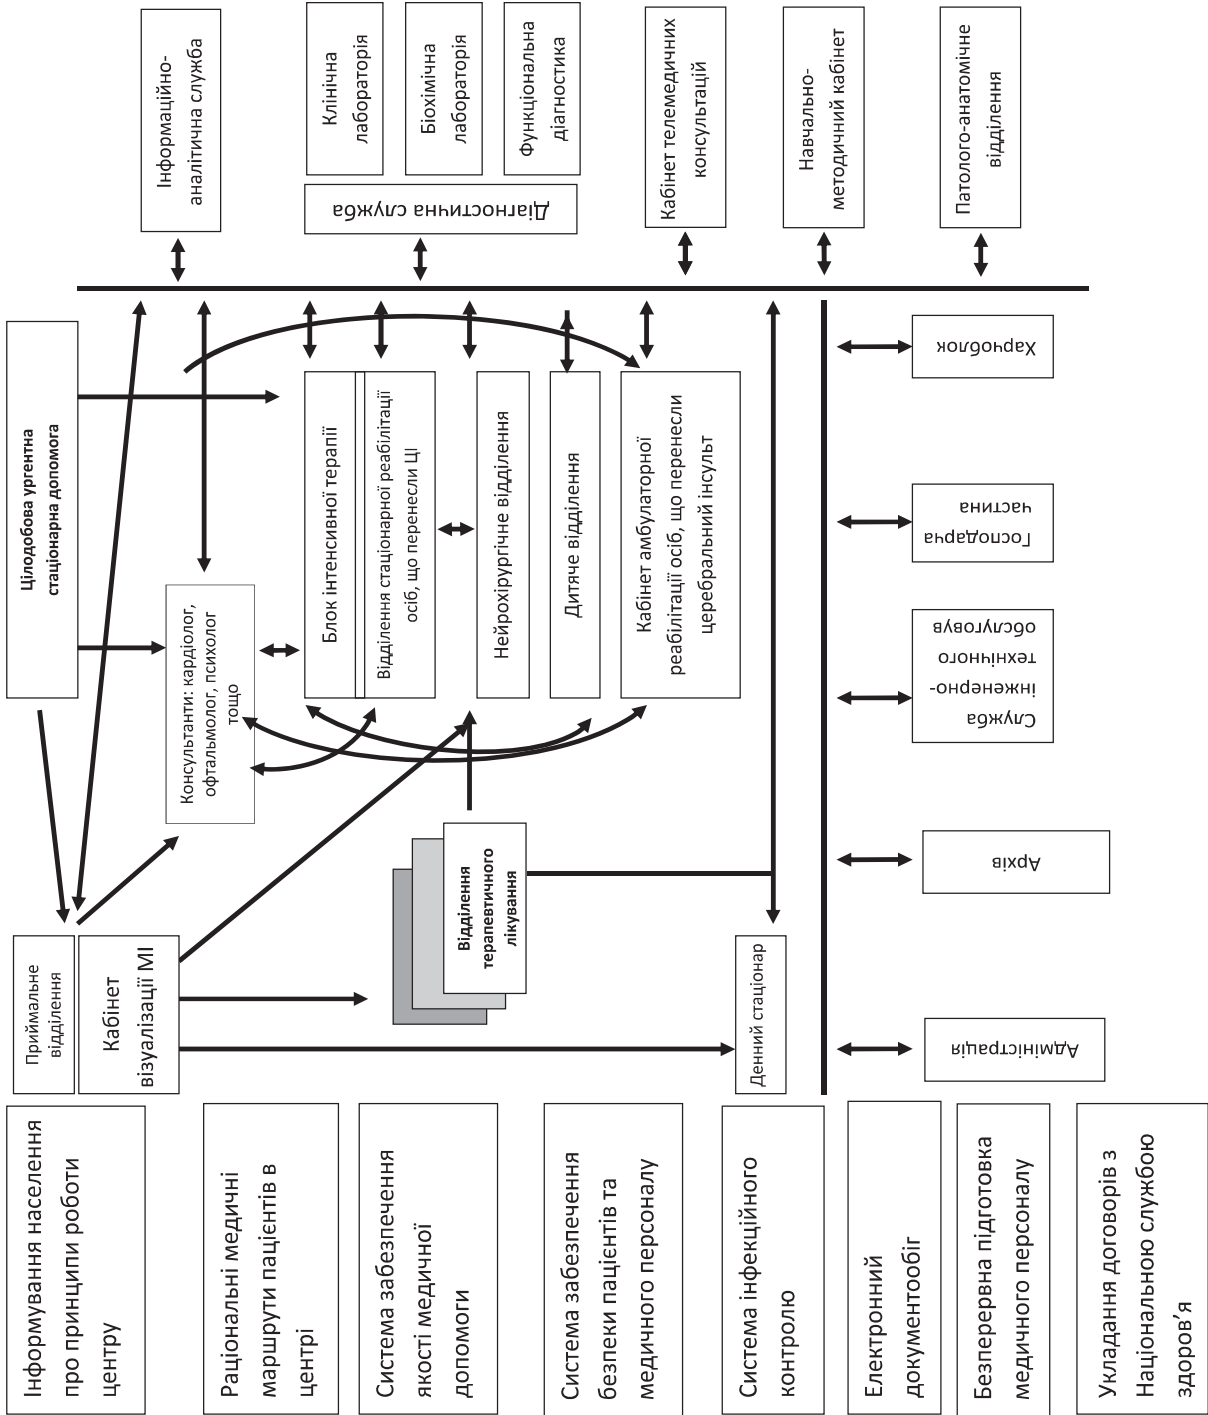 Інформування населення
про принципи роботи
центру
Раціональні медичні
маршрути пацієнтів в
центрі
Система забезпечення
якості медичної
допомоги
Система забезпечення
безпеки пацієнтів та
медичного персоналу
Система інфекційного
контролю
Електронний
документообіг
Безперервна підготовка
медичного персоналу
Укладання договорів з
Національною службою
здоров’я
Приймальне
відділення
Кабінет
візуалізації МІ
Відділення
терапевтичного
лікування
Денний стаціонар
Цілодобова ургентна
стаціонарна допомога
Консультанти: кардіолог,
офтальмолог, психолог
тощо
Блок інтенсивної терапії
Відділення стаціонарної реабілітації
осіб, що перенесли ЦІ
Нейрохірургічне відділення
Дитяче відділення
Кабінет амбулаторної
реабілітації осіб, що перенесли
церебральний інсульт
Адміністрація
Архів
Служба
інженерно-
технічного
обслуговув
Господарча
частина
Харчоблок
Інформаційно-
аналітична служба
Діагностична служба
Клінічна
лабораторія
Біохімічна
лабораторія
Функціональна
діагностика
Кабінет телемедичних
консультацій
Навчально-
методичний кабінет
Патолого-анатомічне
відділення